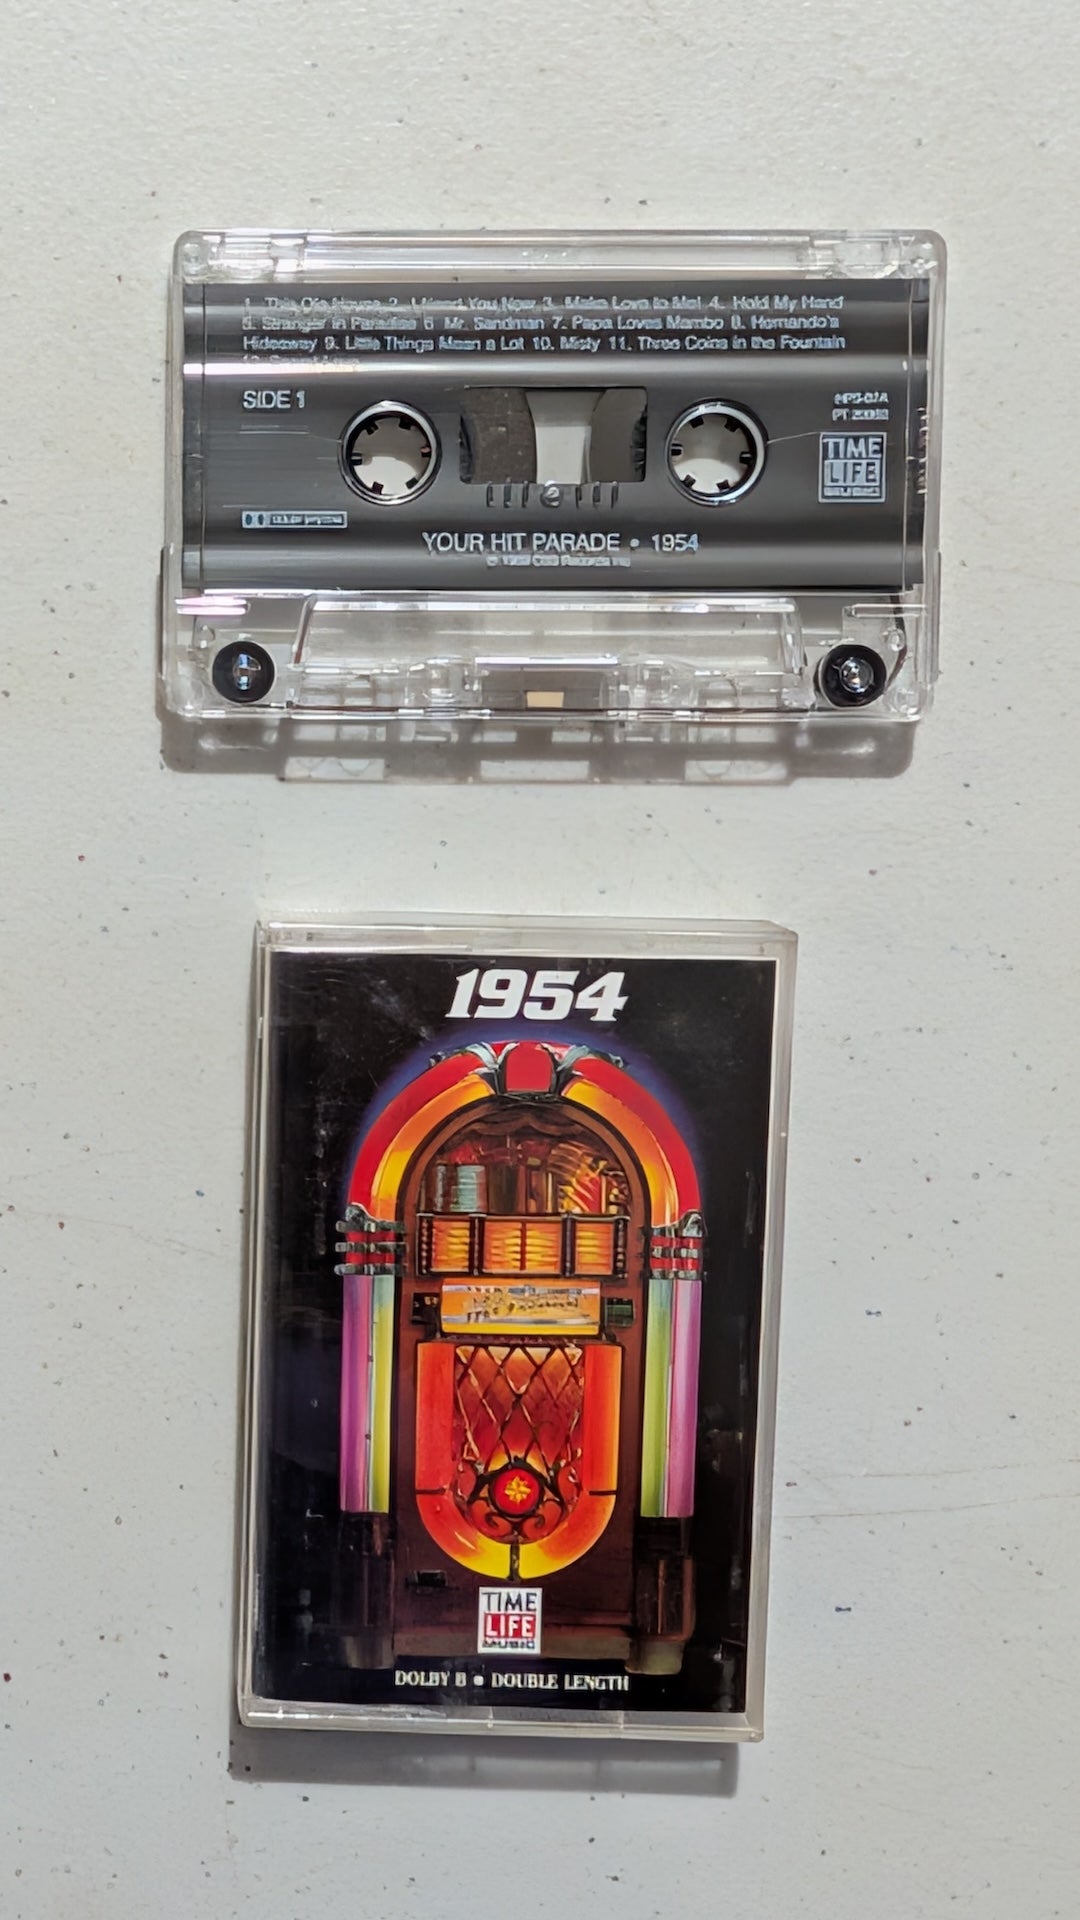 1. This Ole House 2. I Need You Now 3. Make Love to Me! 4. Hold My Hand
5. Stranger in Paradise 6. Mr. Sandman 7. Papa Loves Mambo 8. Hernando's
Hideaway 9. Little Things Mean a Lot 10. Misty 11. Three Coins in the Fountain
12.
SIDE 1
TIME
LIFE
YOUR HIT PARADE • 1954
1954
TIME
LIFE
MUSIC
DOLBY B • DOUBLE LENGTH